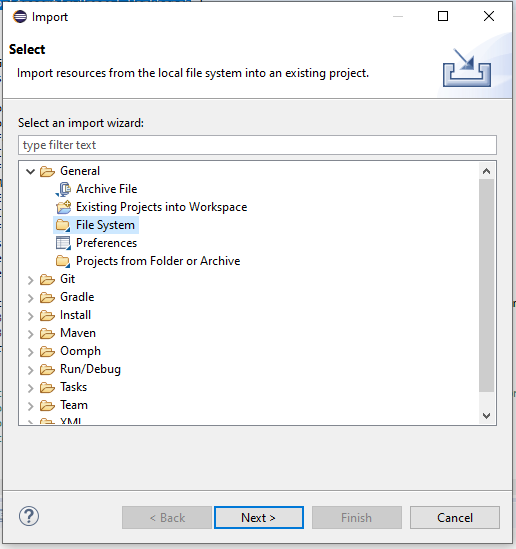 Import
Select
Import resources from the local file system into an existing project.
Select an import wizard:
type filter text
General
Archive File
Existing Projects into Workspace
File System
Preferences
Projects from Folder or Archive
Git
Gradle
Install
Maven
Oomph
Run/Debug
Tasks
Team
XML
?
< Back
Next >
Finish
Cancel